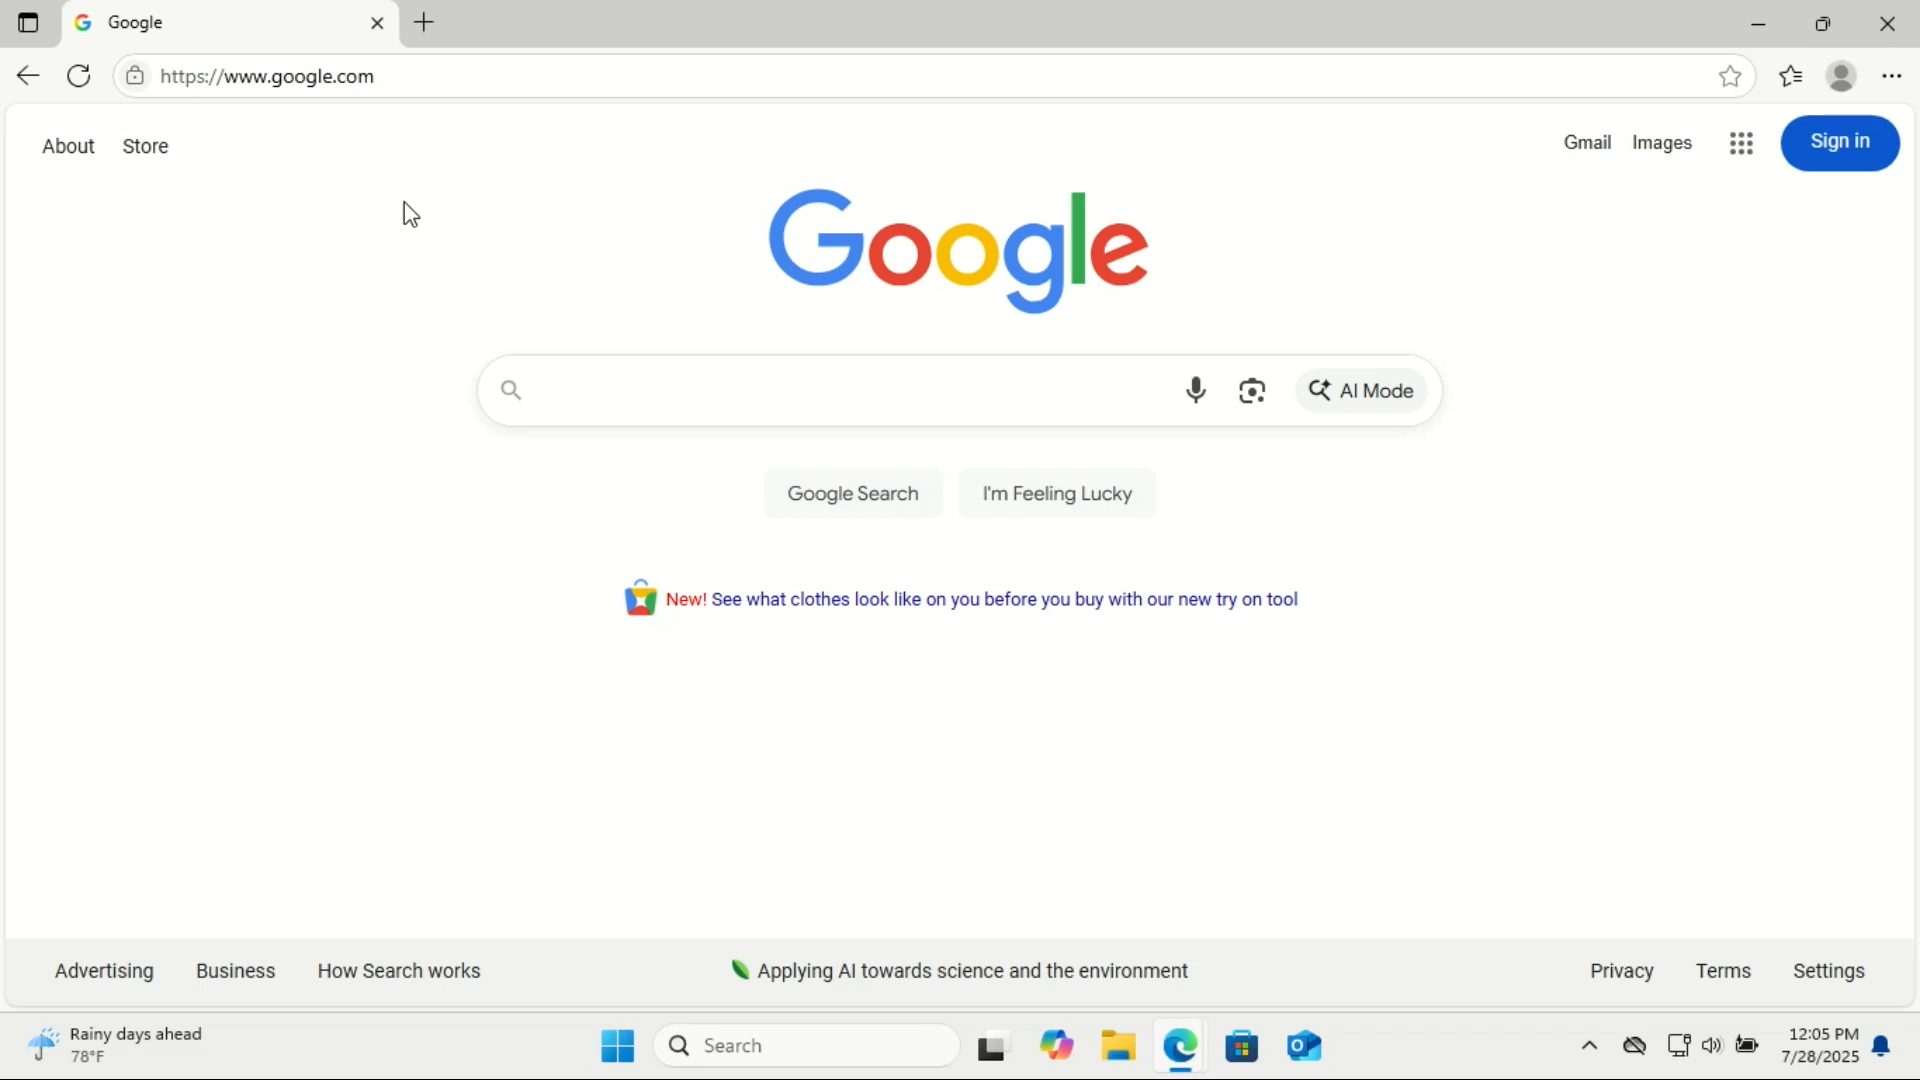 Google
https://www.google.com
About Store
Gmail Images Sign in
Google
AI Mode
Google Search I'm Feeling Lucky
New! See what clothes look like on you before you buy with our new try on tool
Advertising Business How Search works Applying AI towards science and the environment Privacy Terms Settings
Rainy days ahead
78°F
Search
12:05 PM
7/28/2025